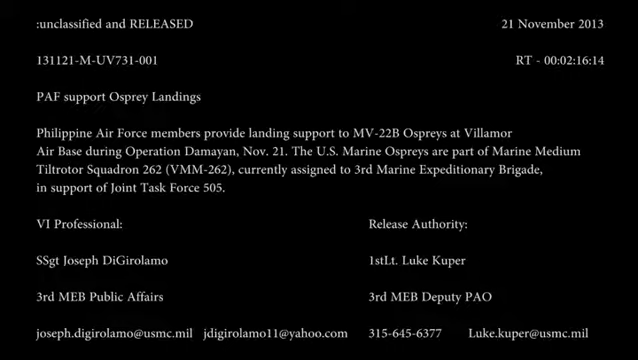 :unclassified and RELEASED 21 November 2013
131121-M-UV731-001 RT - 00:02:16:14
PAF support Osprey Landings
Philippine Air Force members provide landing support to MV-22B Ospreys at Villamor
Air Base during Operation Damayan, Nov. 21. The U.S. Marine Ospreys are part of Marine Medium
Tiltrotor Squadron 262 (VMM-262), currently assigned to 3rd Marine Expeditionary Brigade,
in support of Joint Task Force 505.
VI Professional: Release Authority:
SSgt Joseph DiGirolamo 1stLt. Luke Kuper
3rd MEB Public Affairs 3rd MEB Deputy PAO
joseph.digirolamo@usmc.mil jdigirolamo11@yahoo.com 315-645-6377 Luke.kuper@usmc.mil